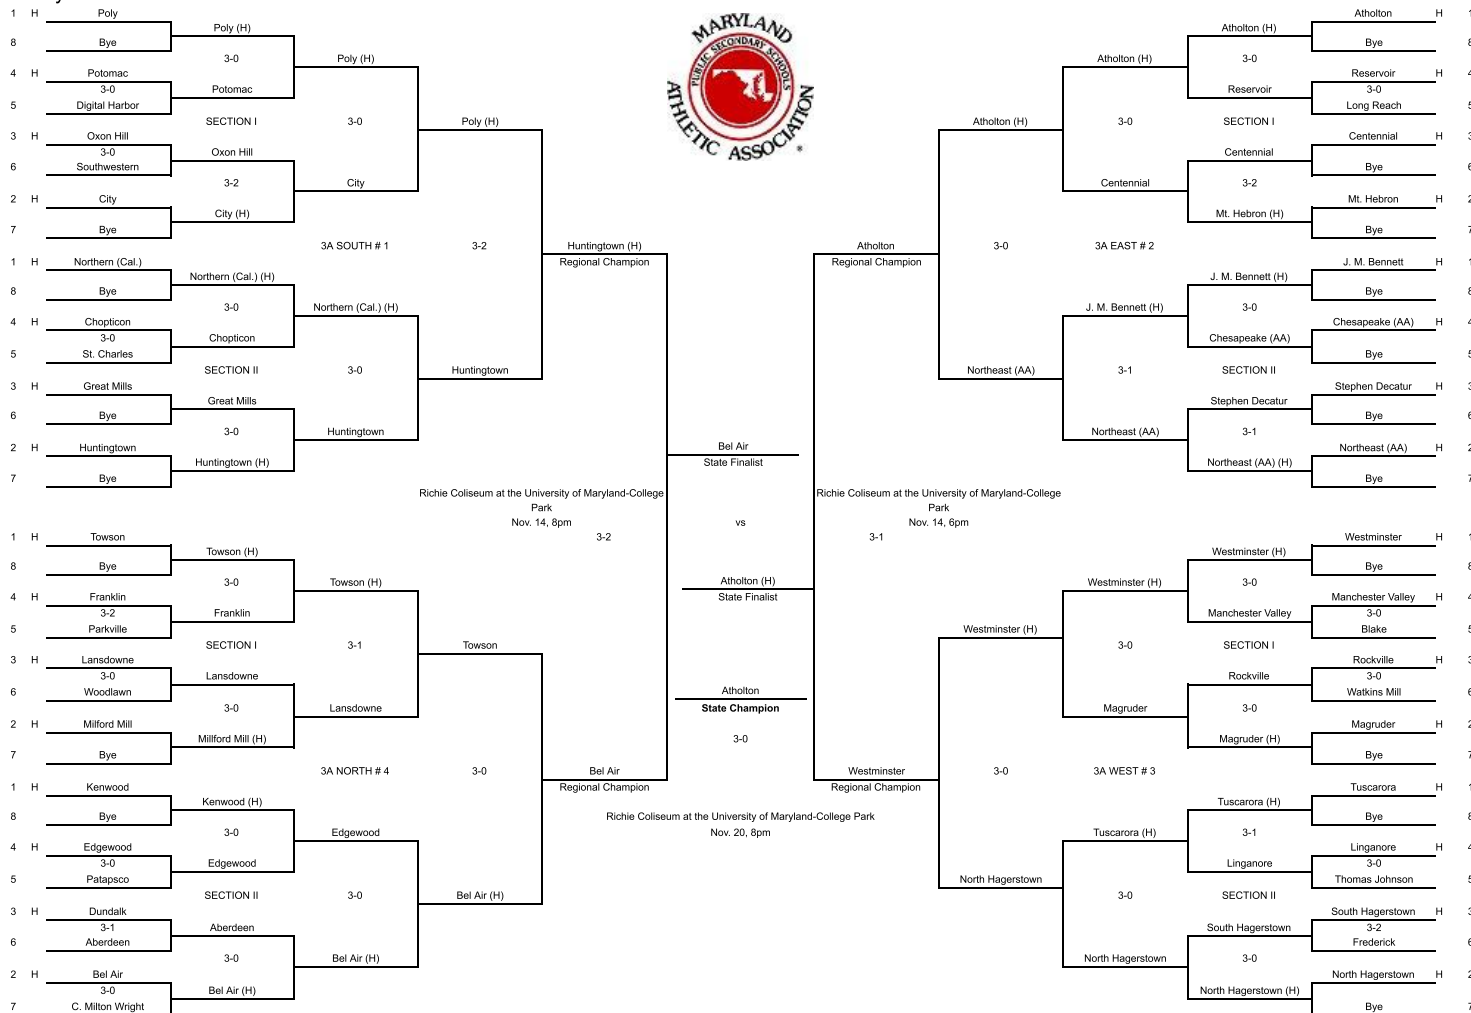 MARYLAND
PUBLIC SECONDARY SCHOOLS
ATHLETIC ASSOCIATION
®
1 H Poly
8 Bye
Poly (H)
3-0
4 H Potomac
3-0
5 Digital Harbor
Potomac
Poly (H)
SECTION I
3-0
3 H Oxon Hill
3-0
6 Southwestern
Oxon Hill
3-2
2 H City
7 Bye
City (H)
City
Poly (H)
3A SOUTH # 1
3-2
1 H Northern (Cal.)
8 Bye
Northern (Cal.) (H)
3-0
4 H Chopticon
3-0
5 St. Charles
Chopticon
Northern (Cal.) (H)
SECTION II
3-0
3 H Great Mills
6 Bye
Great Mills
3-0
2 H Huntingtown
7 Bye
Huntingtown (H)
Huntingtown
Huntingtown
Huntingtown (H)
Regional Champion
Richie Coliseum at the University of Maryland-College
Park
Nov. 14, 8pm
3-2
1 H Towson
8 Bye
Towson (H)
3-0
4 H Franklin
3-2
5 Parkville
Franklin
Towson (H)
SECTION I
3-1
3 H Lansdowne
3-0
6 Woodlawn
Lansdowne
3-0
2 H Milford Mill
7 Bye
Millford Mill (H)
Lansdowne
Towson
3A NORTH # 4
3-0
1 H Kenwood
8 Bye
Kenwood (H)
3-0
4 H Edgewood
3-0
5 Patapsco
Edgewood
Edgewood
SECTION II
3-0
3 H Dundalk
3-1
6 Aberdeen
Aberdeen
3-0
2 H Bel Air
3-0
7 C. Milton Wright
Bel Air (H)
Bel Air (H)
Bel Air (H)
Bel Air
Regional Champion
Bel Air
State Finalist
vs
Atholton (H)
State Finalist
Atholton
State Champion
3-0
Richie Coliseum at the University of Maryland-College Park
Nov. 20, 8pm
Atholton H 1
Bye
Atholton (H)
3-0
Reservoir H
3-0
Long Reach
Reservoir
Atholton (H)
SECTION I
3-0
Centennial H
Bye
Centennial
3-2
Mt. Hebron H
Bye
Mt. Hebron (H)
Centennial
Atholton (H)
3A EAST # 2
3-0
J. M. Bennett H
Bye
J. M. Bennett (H)
3-0
Chesapeake (AA) H
Bye
Chesapeake (AA)
J. M. Bennett (H)
SECTION II
3-1
Stephen Decatur H
Bye
Stephen Decatur
3-1
Northeast (AA) H
Bye
Northeast (AA) (H)
Northeast (AA)
Northeast (AA)
Atholton
Regional Champion
Richie Coliseum at the University of Maryland-College
Park
Nov. 14, 6pm
3-1
Westminster H
Bye
Westminster (H)
3-0
Manchester Valley H
3-0
Blake
Manchester Valley
Westminster (H)
SECTION I
3-0
Rockville H
3-0
Watkins Mill
Rockville
3-0
Magruder H
Bye
Magruder (H)
Magruder
Westminster (H)
3A WEST # 3
3-0
Tuscarora H
Bye
Tuscarora (H)
3-1
Linganore H
3-0
Thomas Johnson
Linganore
Tuscarora (H)
SECTION II
3-0
South Hagerstown H
3-2
Frederick
South Hagerstown
3-0
North Hagerstown H
Bye
North Hagerstown (H)
North Hagerstown
North Hagerstown
Westminster
Regional Champion